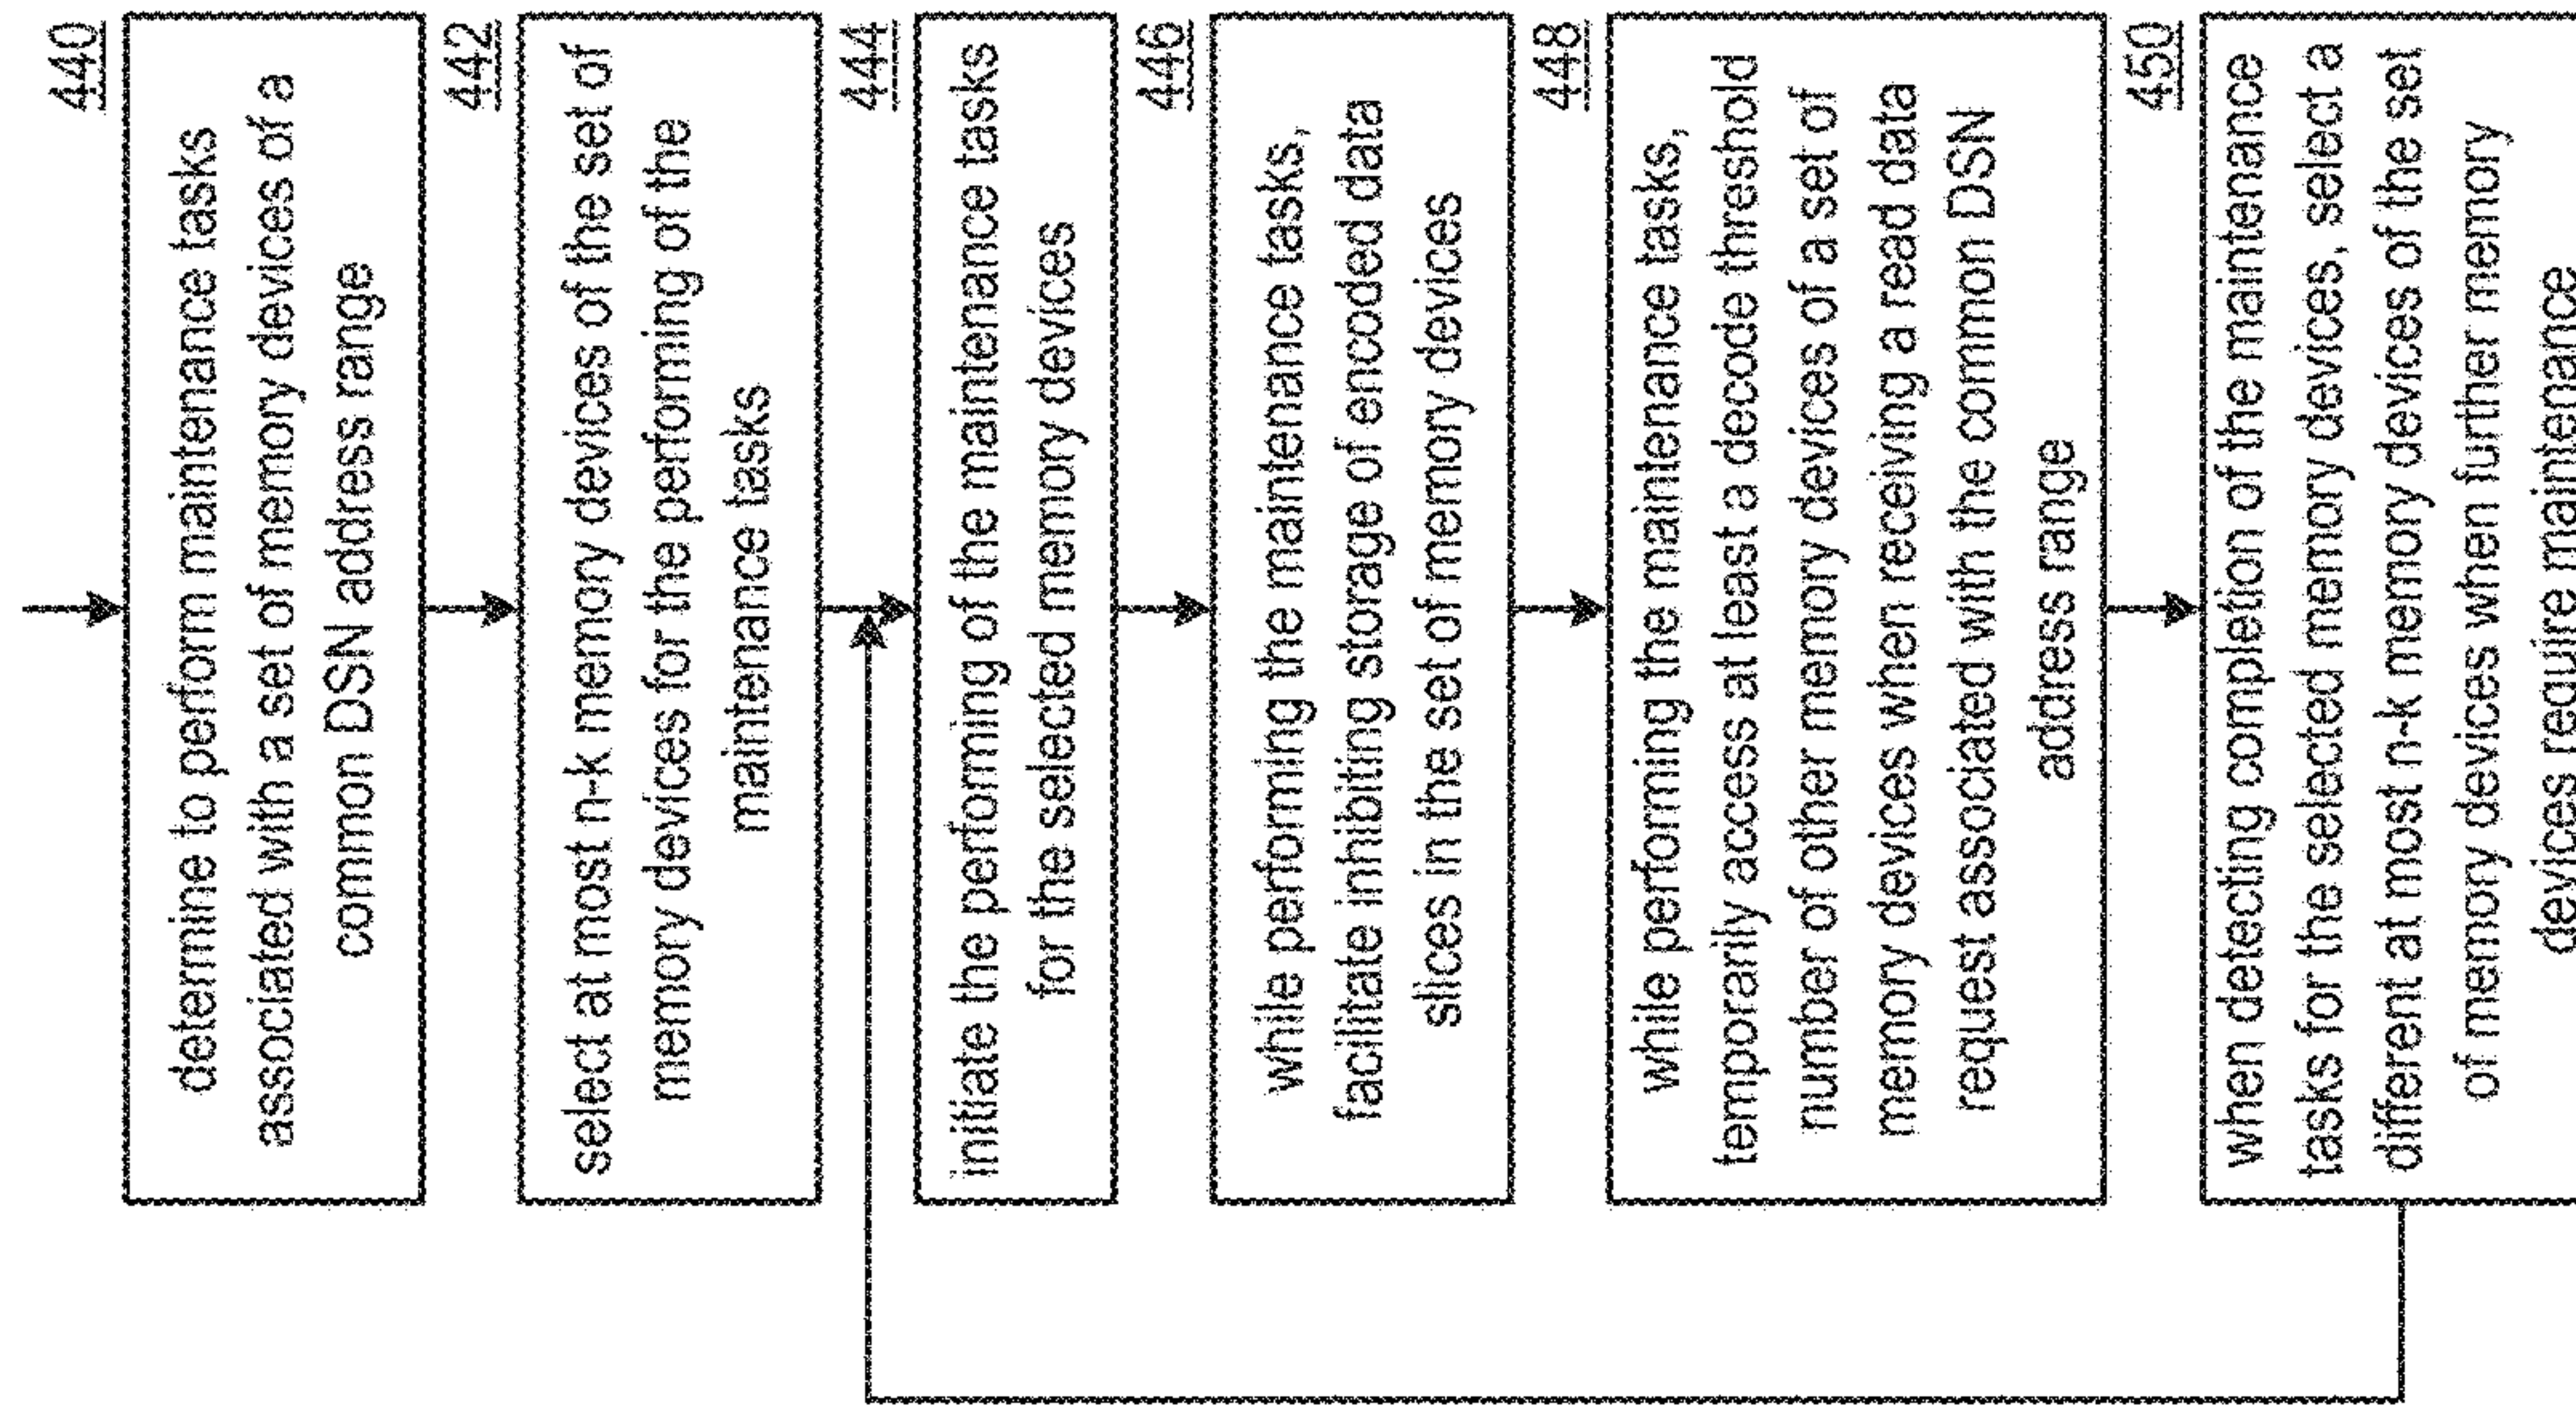 440
determine to perform maintenance tasks
associated with a set of memory devices of a
common DSN address range
442
select at most n-k memory devices of the set of
memory devices for the performing of the
maintenance tasks
444
initiate the performing of the maintenance tasks
for the selected memory devices
446
while performing the maintenance tasks,
facilitate inhibiting storage of encoded data
slices in the set of memory devices
448
while performing the maintenance tasks,
temporarily access at least a decode threshold
number of other memory devices of a set of
memory devices when receiving a read data
request associated with the common DSN
address range
450
when detecting completion of the maintenance
tasks for the selected memory devices, select a
different at most n-k memory devices of the set
of memory devices when further memory
devices require maintenance